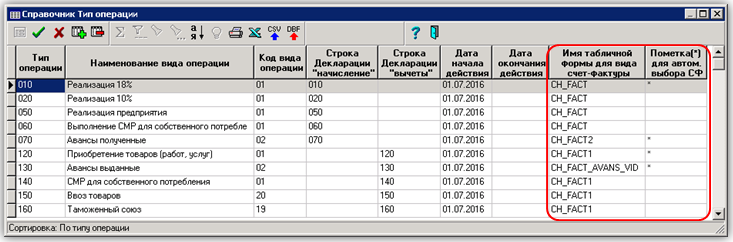 Справочник Тип операции
CSV DBF
Тип операции Наименование вида операции Код вида операции Строка Декларации "начисление" Строка Декларации "вычеты" Дата начала действия Дата окончания действия Имя табличной формы для вида счет-фактуры Пометка(*) для автом. выбора СФ
010 Реализация 18% 01 010 01.07.2016 CH_FACT *
020 Реализация 10% 01 020 01.07.2016 CH_FACT
050 Реализация предприятия 01 050 01.07.2016 CH_FACT
060 Выполнение СМР для собственного потребле 01 060 01.07.2016 CH_FACT
070 Авансы полученные 02 070 01.07.2016 CH_FACT2 *
120 Приобретение товаров (работ, услуг) 01 120 01.07.2016 CH_FACT1 *
130 Авансы выданные 02 130 01.07.2016 CH_FACT_AVANS_VID *
140 СМР для собственного потребления 01 140 01.07.2016 CH_FACT1
150 Ввоз товаров 20 150 01.07.2016 CH_FACT1
160 Таможенный союз 19 160 01.07.2016 CH_FACT1
Сортировка: По типу операции